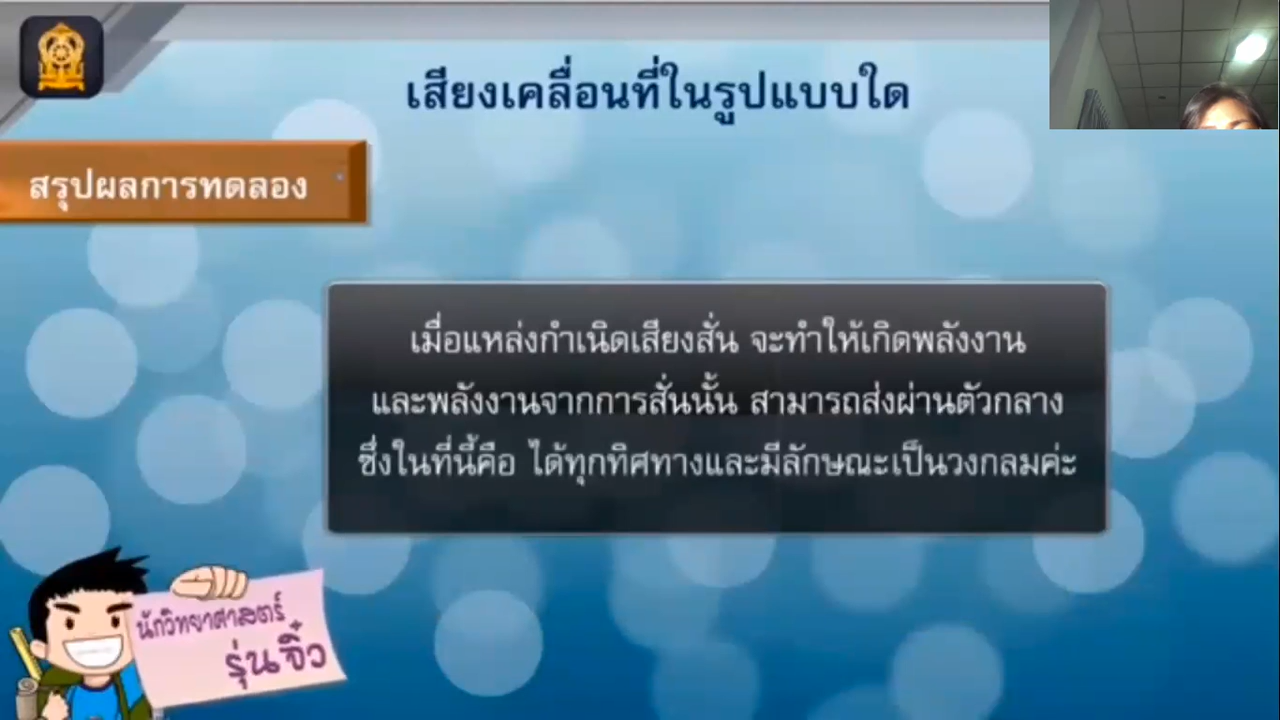 เสียงเคลื่อนที่ในรูปแบบใด
สรุปผลการทดลอง
เมื่อแหล่งกำเนิดเสียงสั่น จะทำให้เกิดพลังงาน
และพลังงานจากการสั่นนั้น สามารถส่งผ่านตัวกลาง
ซึ่งในที่นี้คือ ได้ทุกทิศทางและมีลักษณะเป็นวงกลมค่ะ
นักวิทยาศาสตร์
รุ่นจิ๋ว